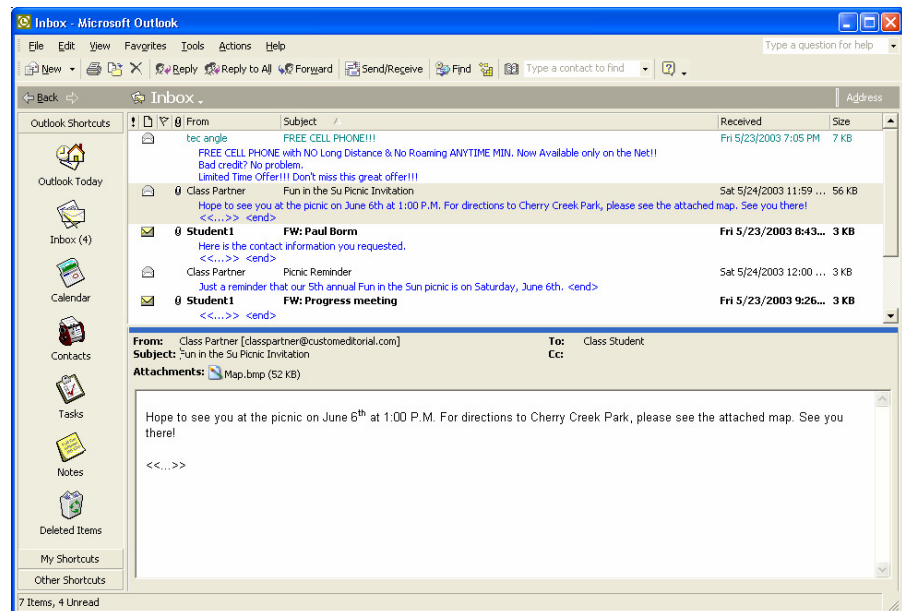 Inbox - Microsoft Outlook
File Edit View Favorites Tools Actions Help Type a question for help
New Reply Reply to All Forward Send/Receive Find Type a contact to find
Back Inbox Address
Outlook Shortcuts
Outlook Today
Inbox (4)
Calendar
Contacts
Tasks
Notes
Deleted Items
My Shortcuts
Other Shortcuts
! From Subject Received Size
tec angle FREE CELL PHONE!!! Fri 5/23/2003 7:05 PM 7 KB
FREE CELL PHONE with NO Long Distance & No Roaming ANYTIME MIN. Now Available only on the Net!!
Bad credit? No problem.
Limited Time Offer!!! Don't miss this great offer!!!
Class Partner Fun in the Su Picnic Invitation Sat 5/24/2003 11:59 ... 56 KB
Hope to see you at the picnic on June 6th at 1:00 P.M. For directions to Cherry Creek Park, please see the attached map. See you there!
<<...>> <end>
Student1 FW: Paul Borm Fri 5/23/2003 8:43... 3 KB
Here is the contact information you requested.
<<...>> <end>
Class Partner Picnic Reminder Sat 5/24/2003 12:00 ... 3 KB
Just a reminder that our 5th annual Fun in the Sun picnic is on Saturday, June 6th. <end>
Student1 FW: Progress meeting Fri 5/23/2003 9:26... 3 KB
<<...>> <end>
From: Class Partner [classpartner@customeditorial.com] To: Class Student
Subject: Fun in the Su Picnic Invitation Cc:
Attachments: Map.bmp (52 KB)
Hope to see you at the picnic on June 6th at 1:00 P.M. For directions to Cherry Creek Park, please see the attached map. See you
there!
<<...>>
7 Items, 4 Unread